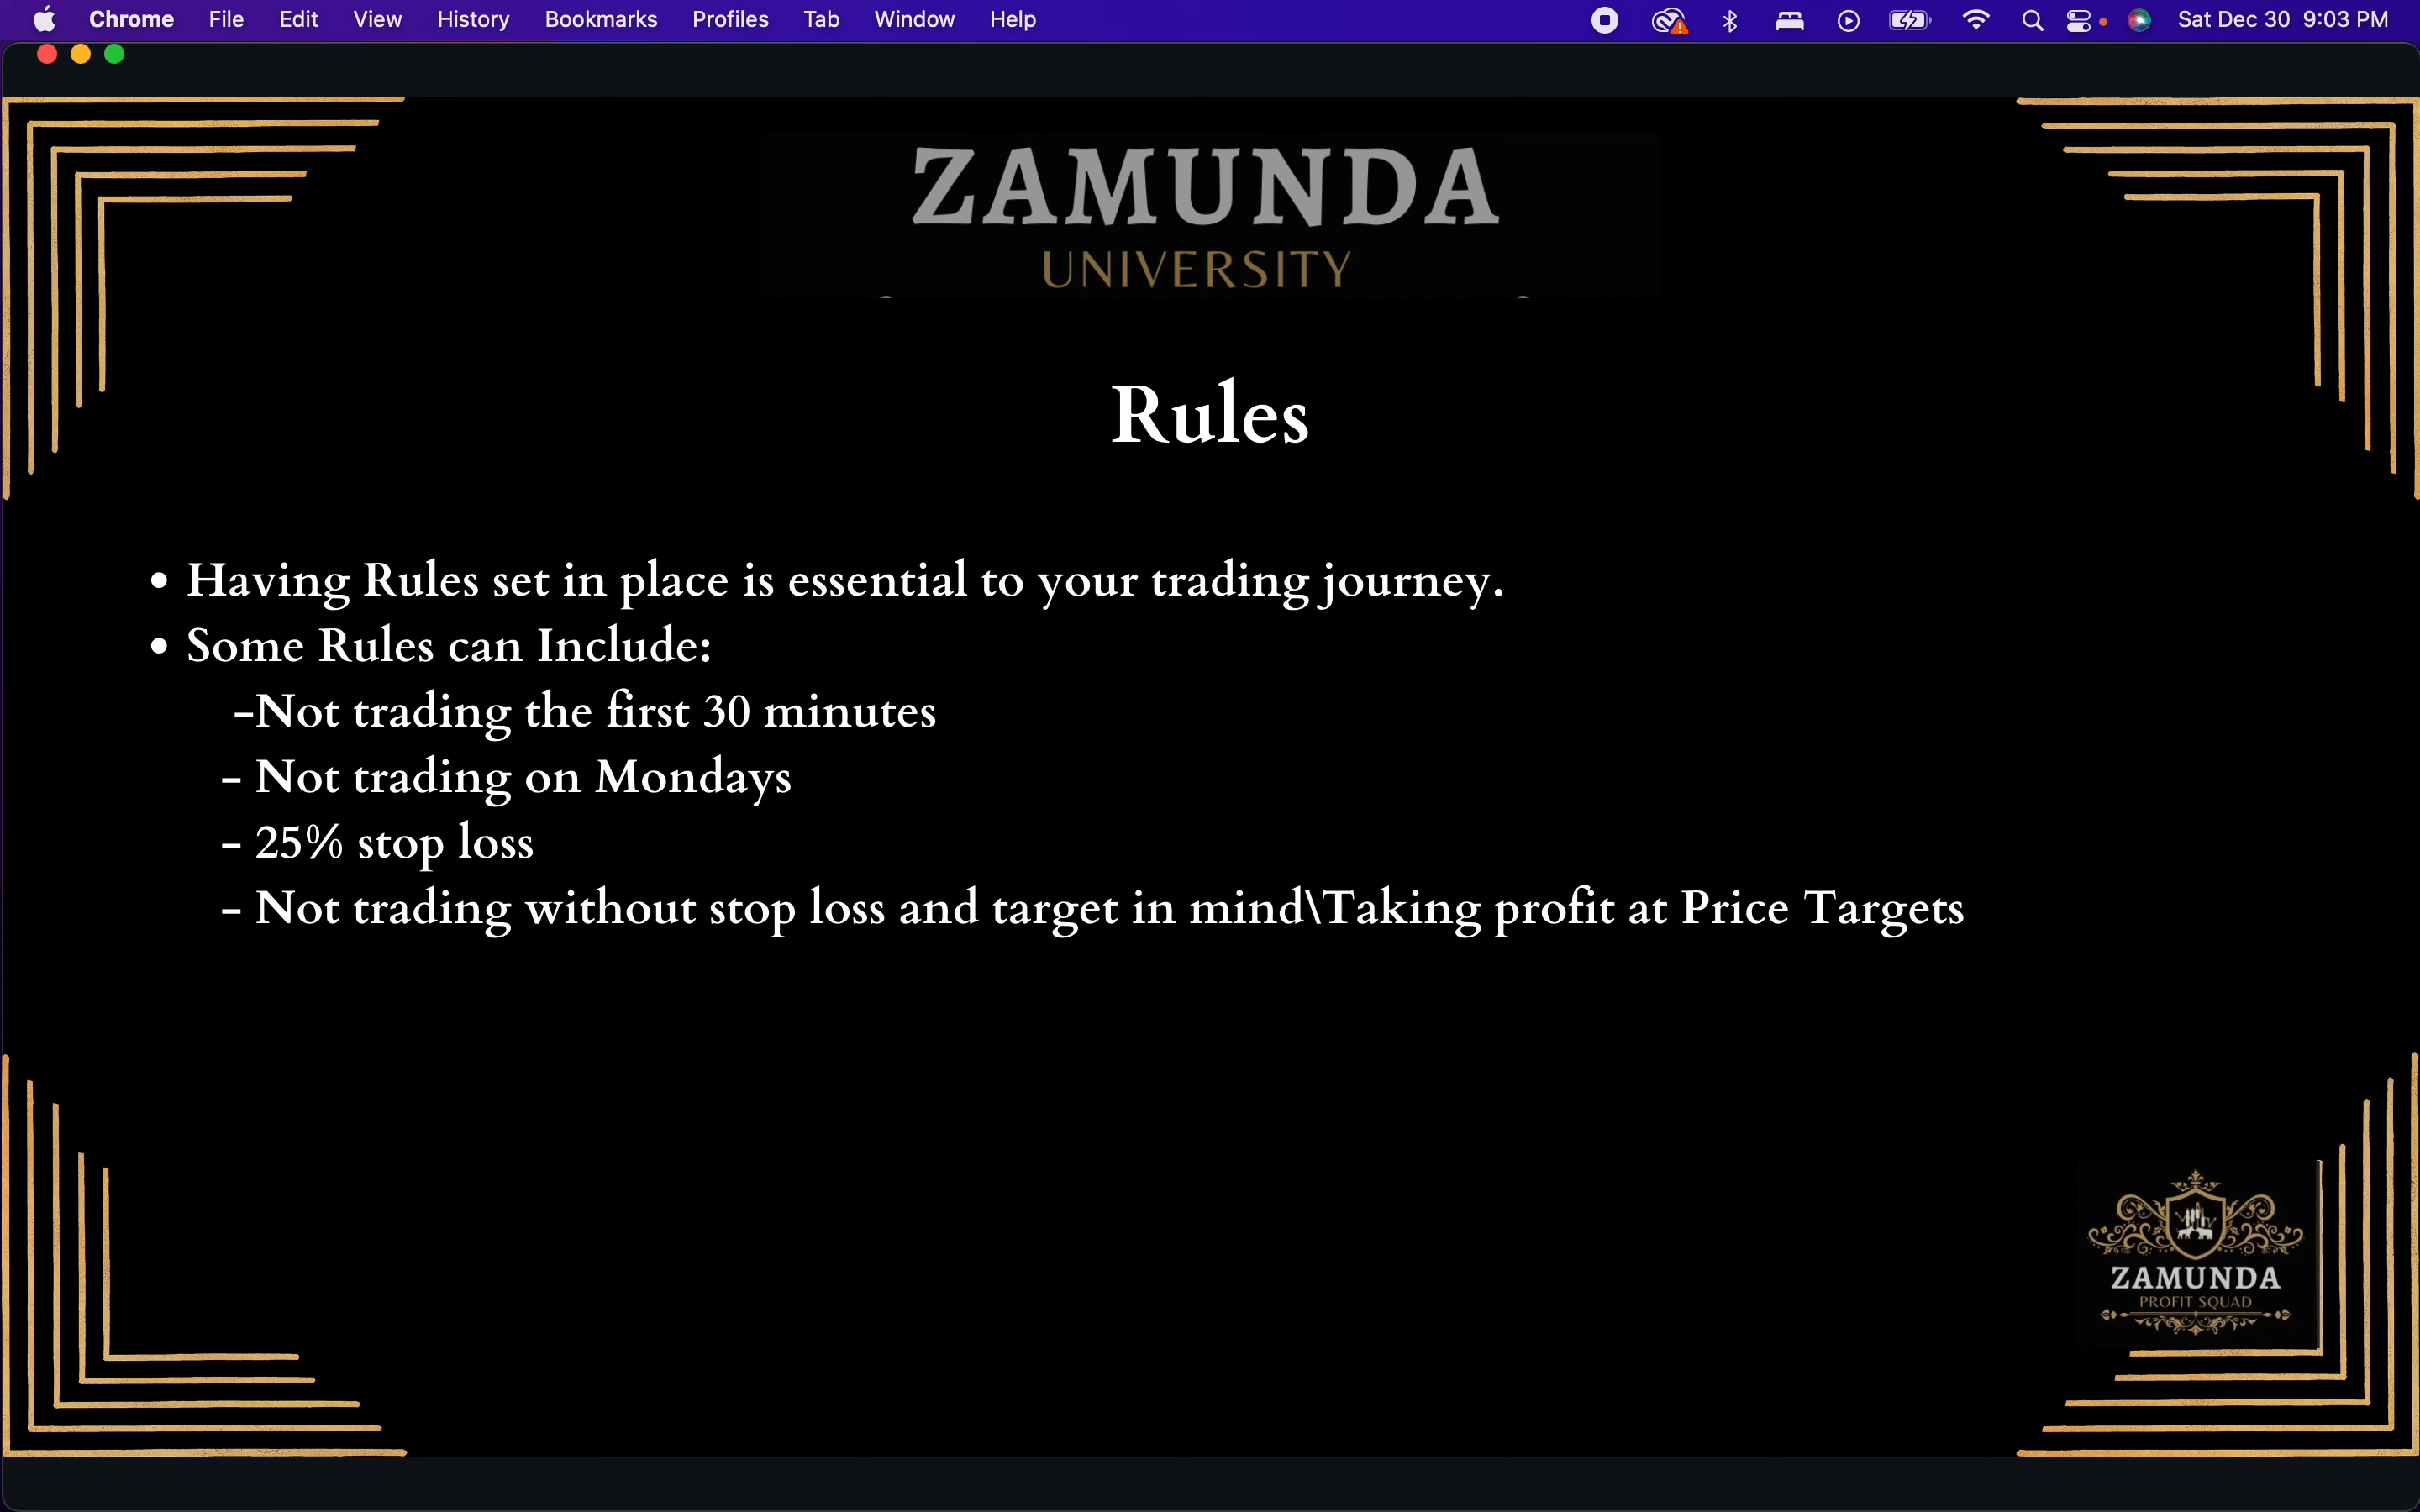 Chrome File Edit View History Bookmarks Profiles Tab Window Help Sat Dec 30 9:03 PM
ZAMUNDA
UNIVERSITY
Rules
• Having Rules set in place is essential to your trading journey.
• Some Rules can Include:
-Not trading the first 30 minutes
- Not trading on Mondays
- 25% stop loss
- Not trading without stop loss and target in mind\Taking profit at Price Targets
ZAMUNDA
PROFIT SQUAD